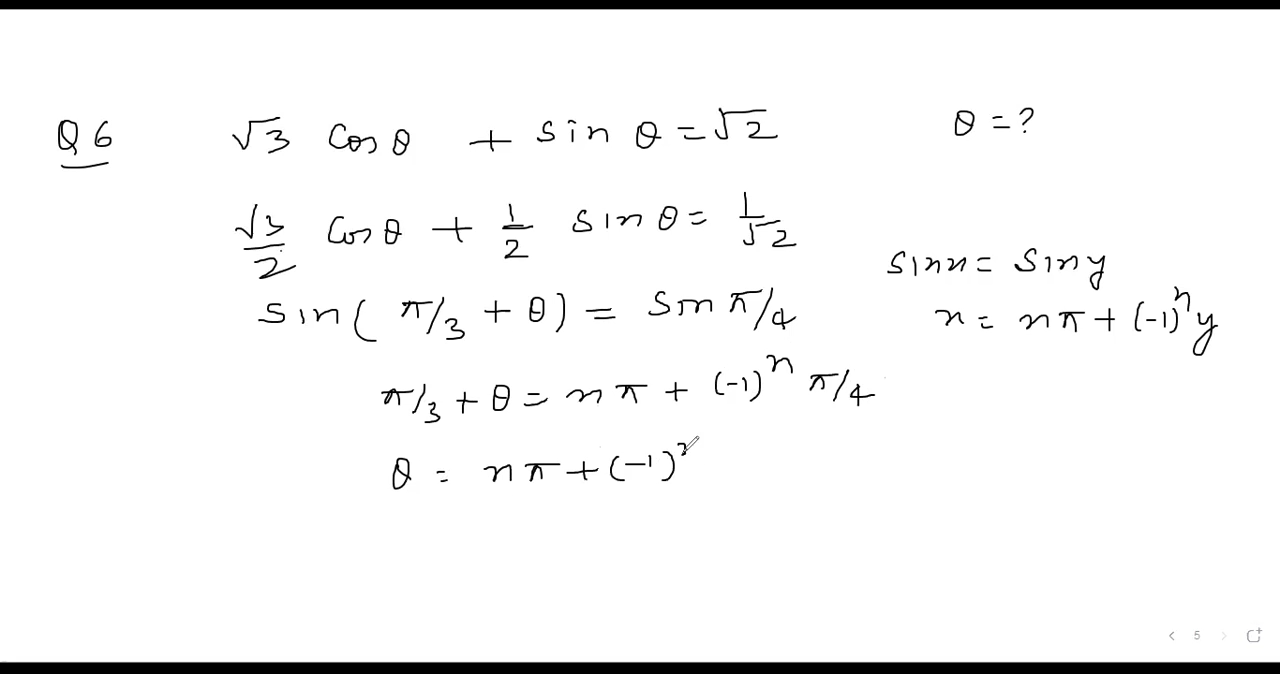 Q6 √3 cosθ + sin θ = √2 θ = ?
√3/2 cosθ + 1/2 sinθ = 1/√2
sinx = siny
sin( π/3 + θ) = sin π/4
x = nπ + (-1)^n y
π/3 + θ = nπ + (-1)^n π/4
θ = nπ + (-1)^n
< 5 >